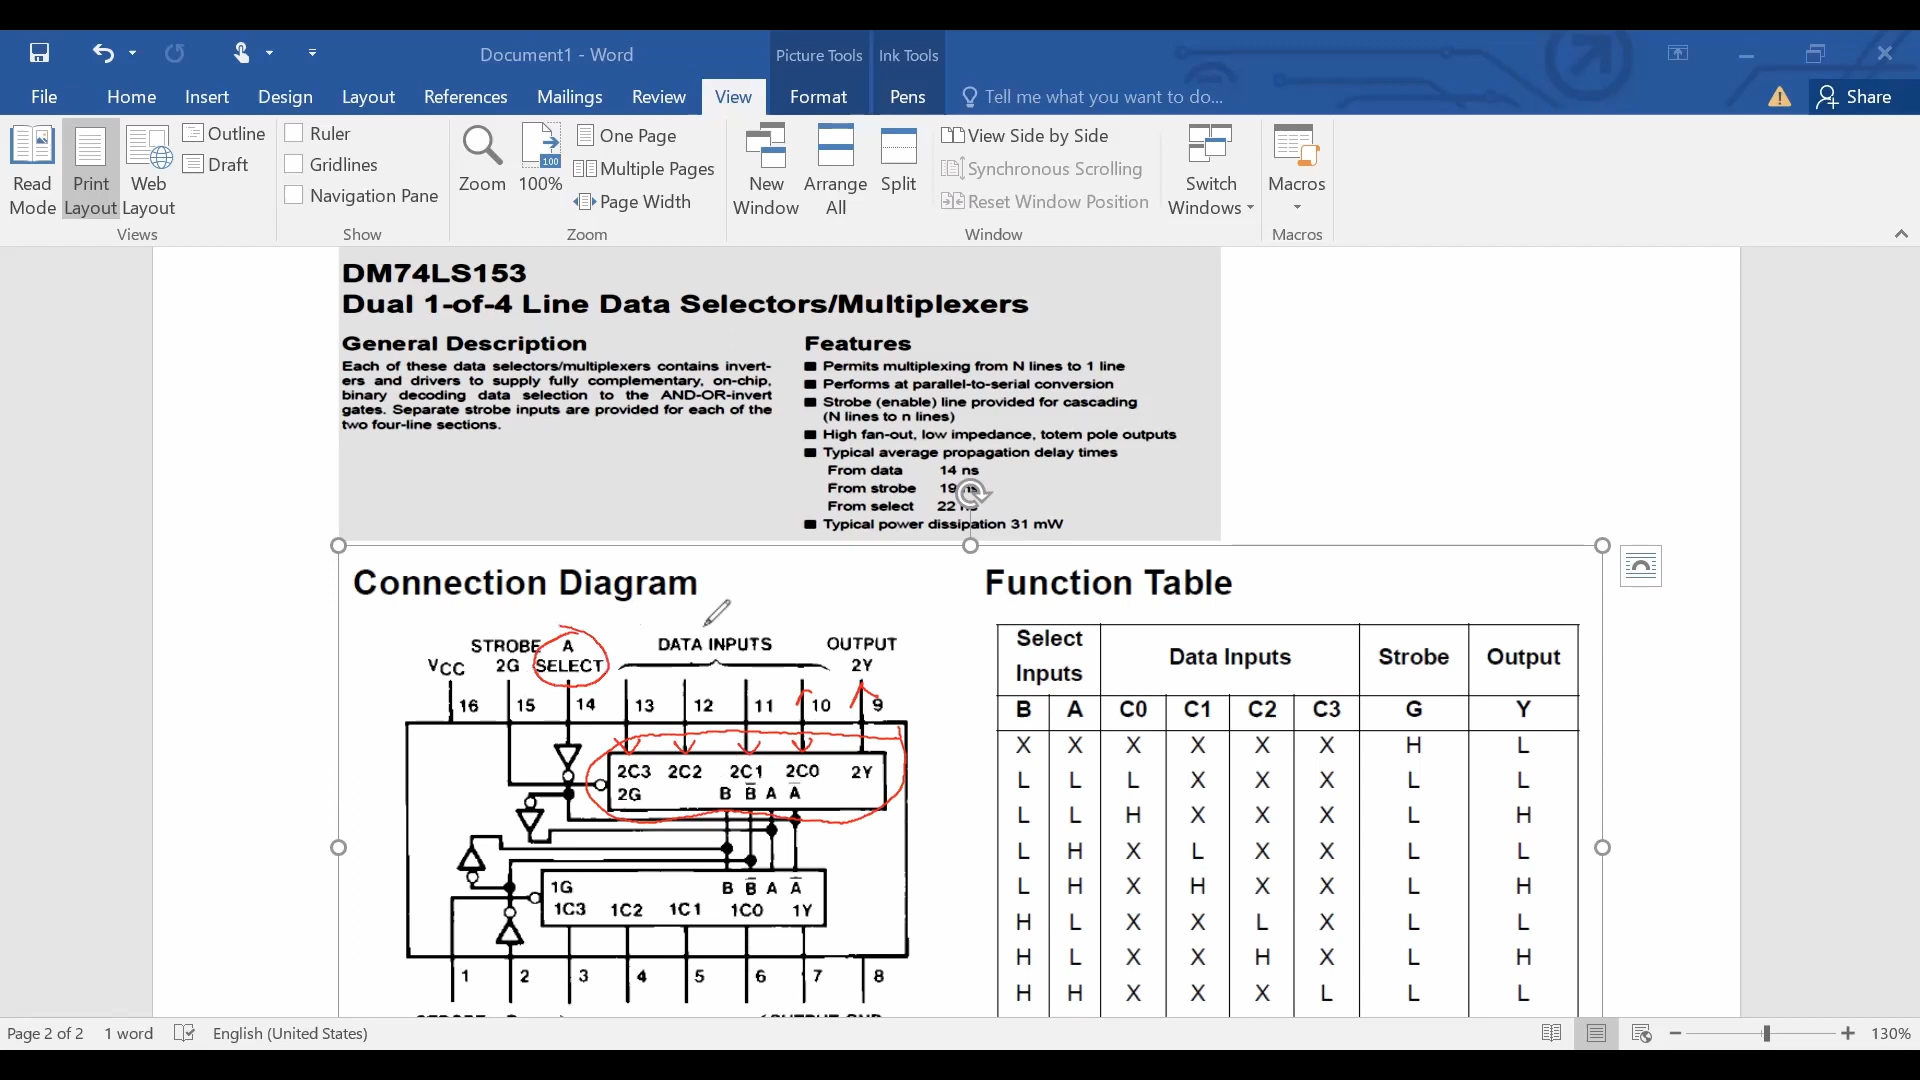 Document1 - Word
Picture Tools
Ink Tools
File
Home
Insert
Design
Layout
References
Mailings
Review
View
Format
Pens
Tell me what you want to do...
Share
Read Mode
Print Layout
Web Layout
Outline
Draft
Views
Ruler
Gridlines
Navigation Pane
Show
Zoom
100
100%
One Page
Multiple Pages
Page Width
Zoom
New Window
Arrange All
Split
View Side by Side
Synchronous Scrolling
Reset Window Position
Window
Switch Windows
Macros
Macros
DM74LS153
Dual 1-of-4 Line Data Selectors/Multiplexers
General Description
Each of these data selectors/multiplexers contains invert-
ers and drivers to supply fully complementary, on-chip,
binary decoding data selection to the AND-OR-invert
gates. Separate strobe inputs are provided for each of the
two four-line sections.
Features
Permits multiplexing from N lines to 1 line
Performs at parallel-to-serial conversion
Strobe (enable) line provided for cascading
(N lines to n lines)
High fan-out, low impedance, totem pole outputs
Typical average propagation delay times
From data 14 ns
From strobe 19 ns
From select 22
Typical power dissipation 31 mW
Connection Diagram
STROBE A DATA INPUTS OUTPUT
VCC 2G SELECT 2Y
16 15 14 13 12 11 10 9
2C3 2C2 2C1 2C0 2Y
2G B B̅ A A̅
1G B B̅ A A̅
1C3 1C2 1C1 1C0 1Y
1 2 3 4 5 6 7 8
Function Table
Select Inputs Data Inputs Strobe Output
B A C0 C1 C2 C3 G Y
X X X X X X H L
L L L X X X L L
L L H X X X L H
L H X L X X L L
L H X H X X L H
H L X X L X L L
H L X X H X L H
H H X X X L L L
Page 2 of 2
1 word
English (United States)
130%